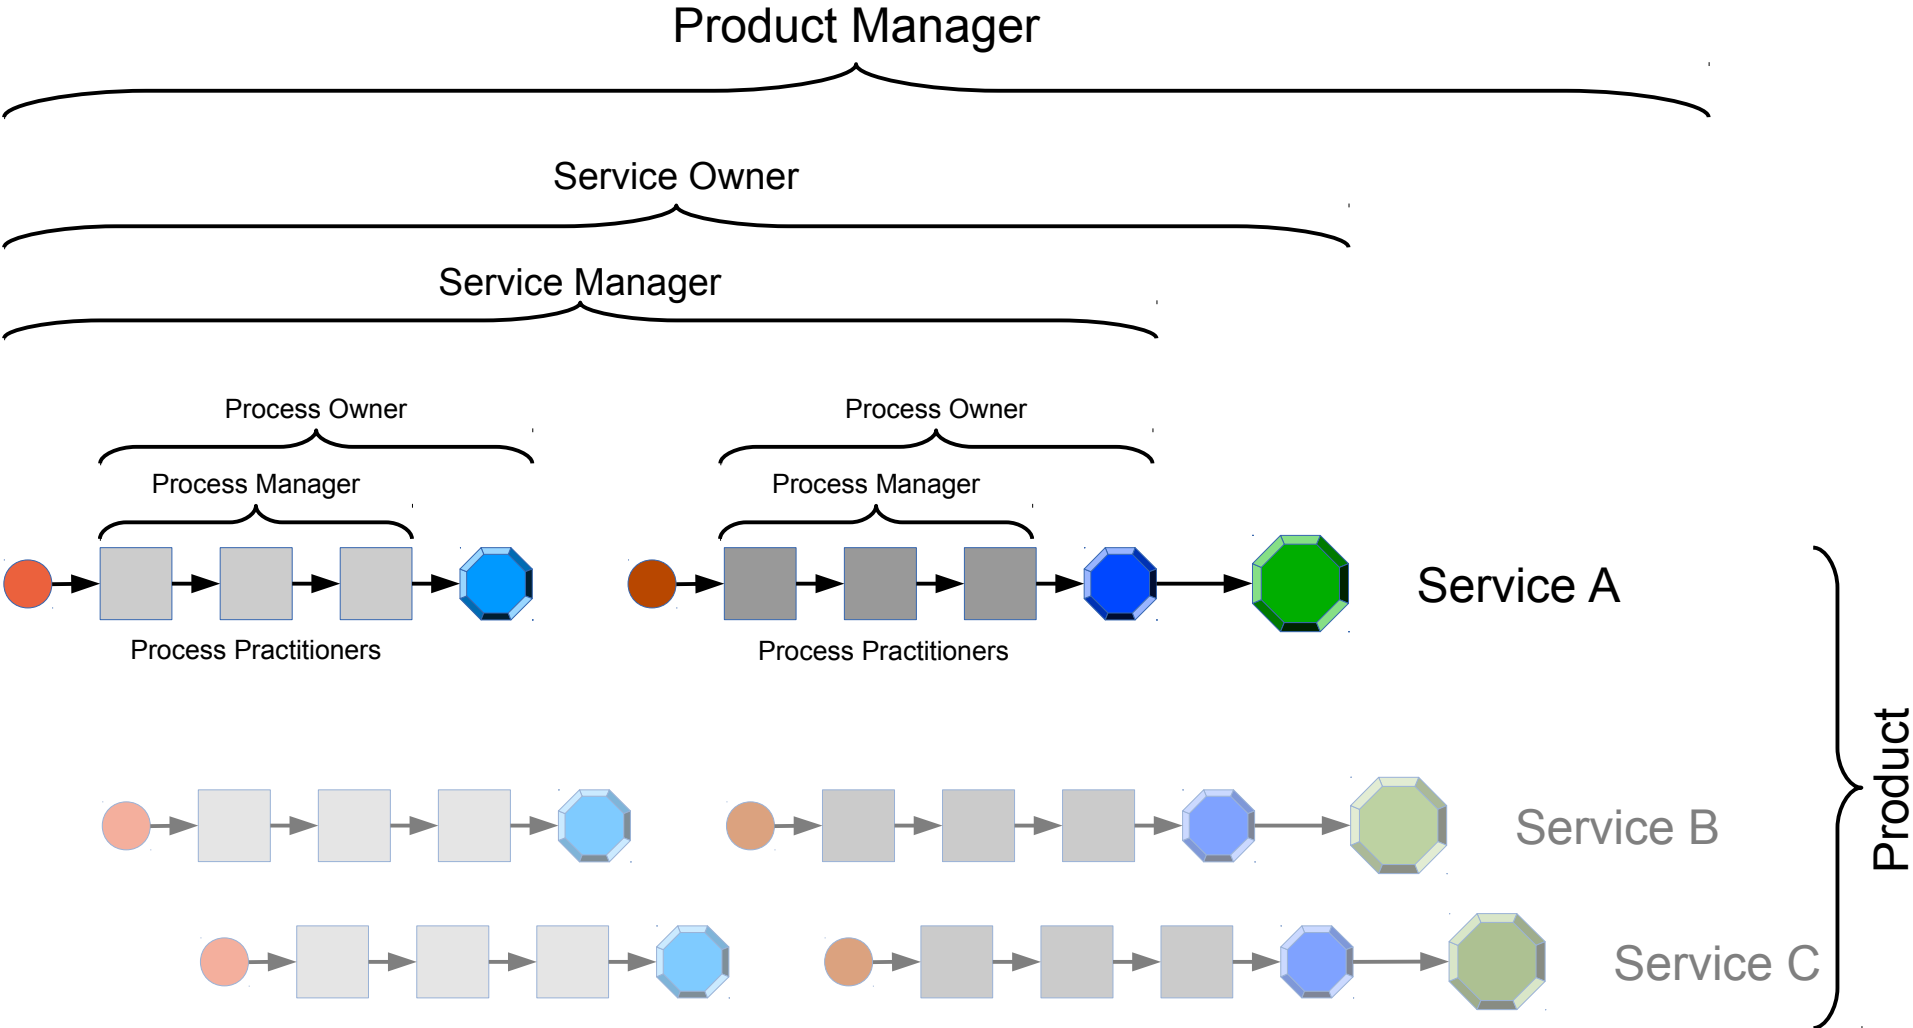 Product Manager
Service Owner
Service Manager
Process Owner
Process Owner
Process Manager
Process Manager
Service A
Process Practitioners
Process Practitioners
Product
Service B
Service C